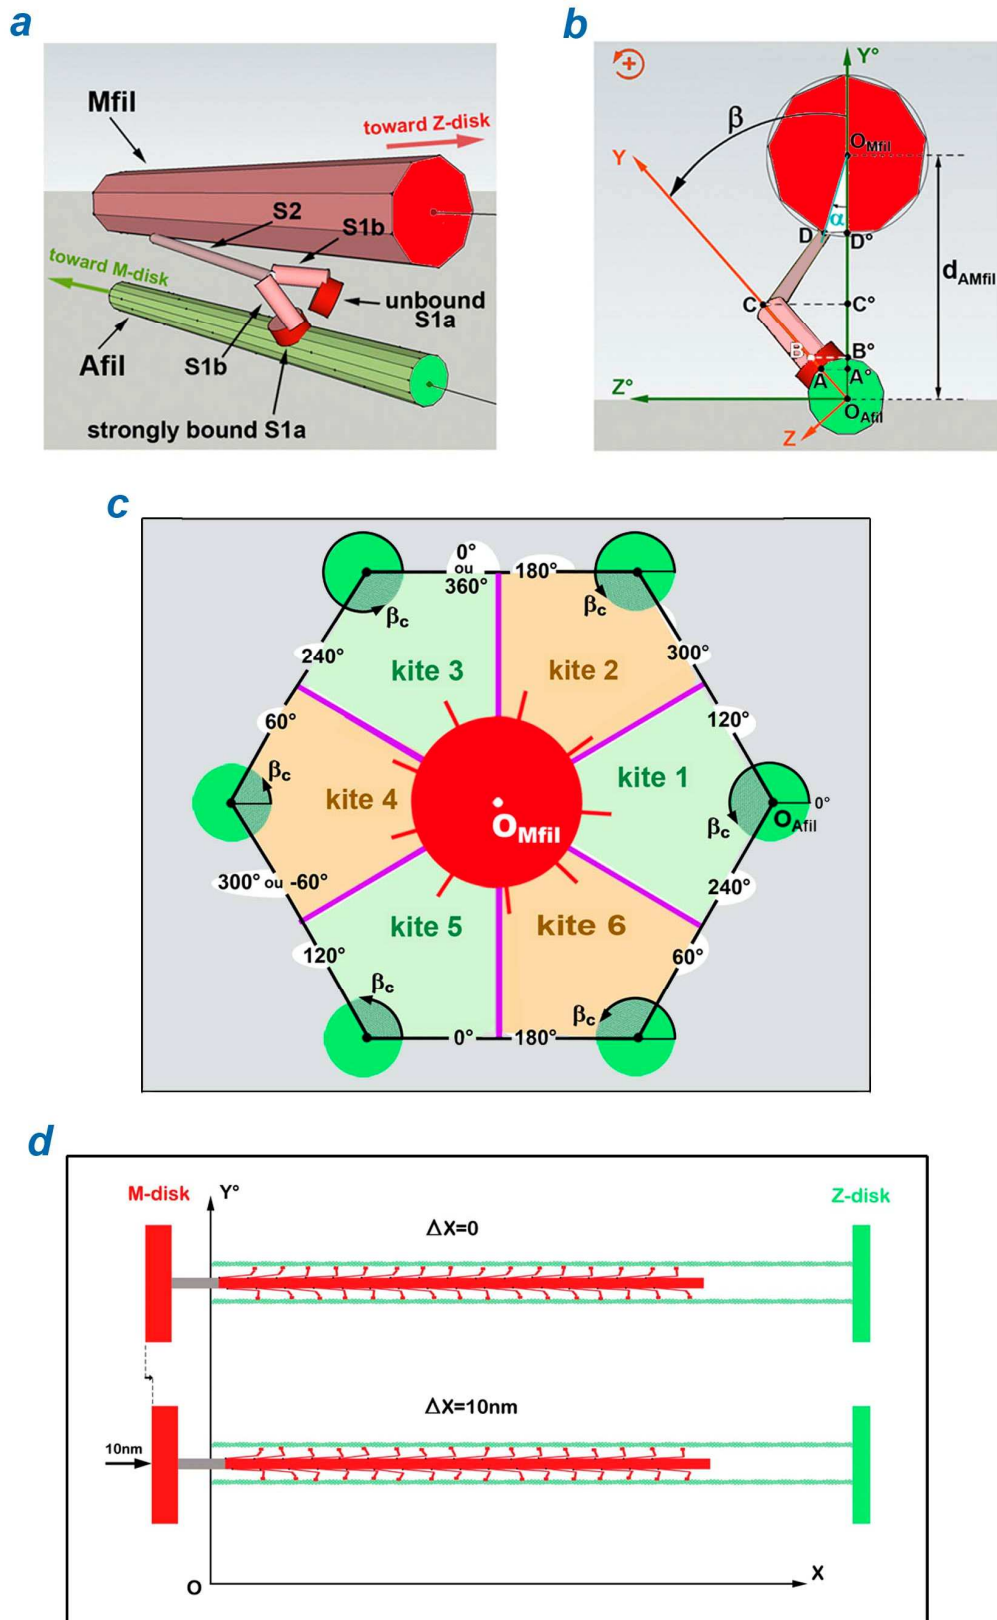 a
Mfil
toward Z-disk
S2
S1b
toward M-disk
unbound
S1a
Afil
S1b
strongly bound S1a
b
+
Y°
β
Y
OMfil
α
D
D°
dAMfil
C
C°
B
B°
A
A°
Z°
OAfil
Z
c
0°
ou
360°
180°
βc
βc
240°
300°
kite 3
kite 2
60°
120°
βc
kite 4
kite 1
0°
OAfil
βc
OMfil
300° ou -60°
240°
kite 5
kite 6
120°
60°
βc
βc
0°
180°
d
M-disk
Y°
Z-disk
ΔX=0
ΔX=10nm
10nm
X
O